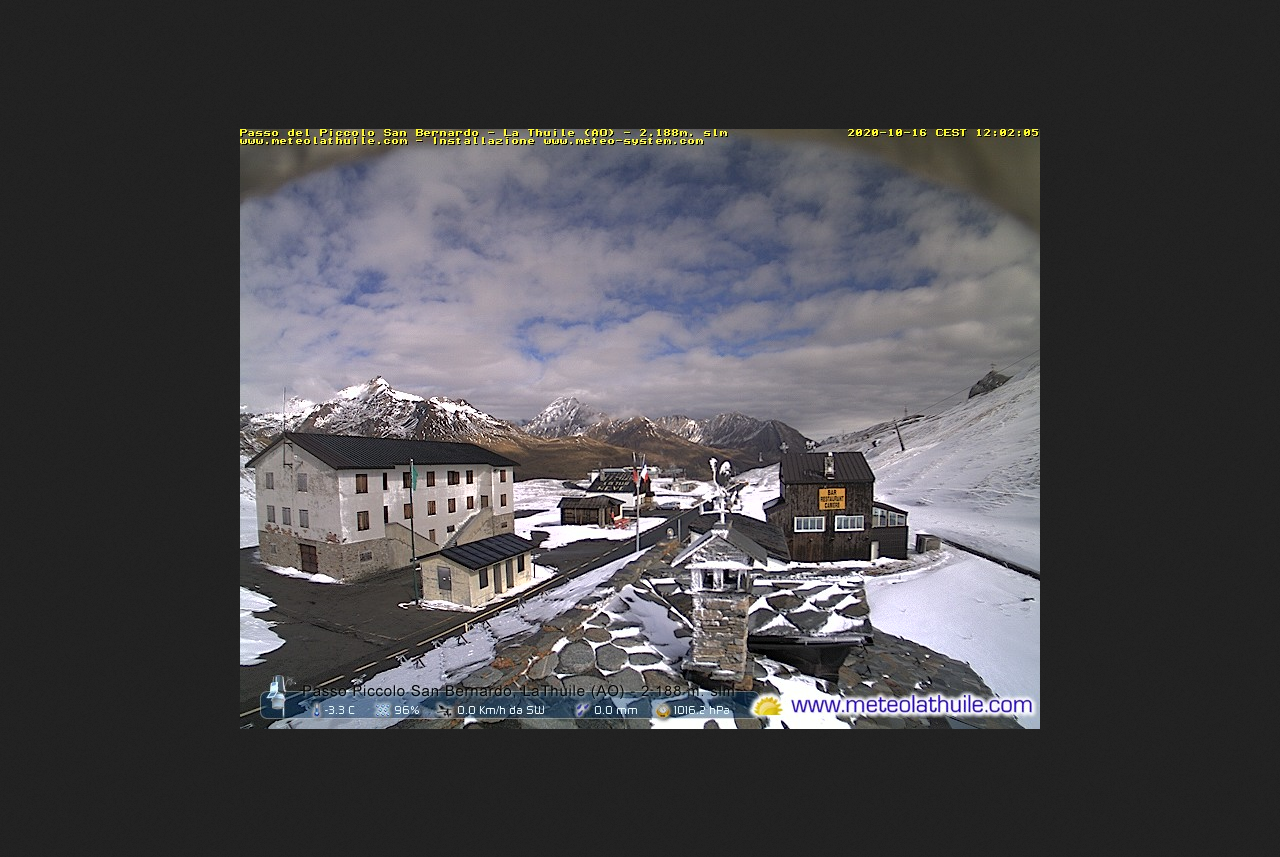 Passo del Piccolo San Bernardo - La Thuile (AO) - 2.188m. slm
2020-10-16 CEST 12:02:05
www.meteolathuile.com - Installazione www.meteo-system.com
BAR
RESTAURANT
CAMERE
Passo Piccolo San Bernardo, LaThuile (AO) - 2.188 m. slm
-3.3 C 96% 0.0 Km/h da SW 0.0 mm 1016.2 hPa
www.meteolathuile.com